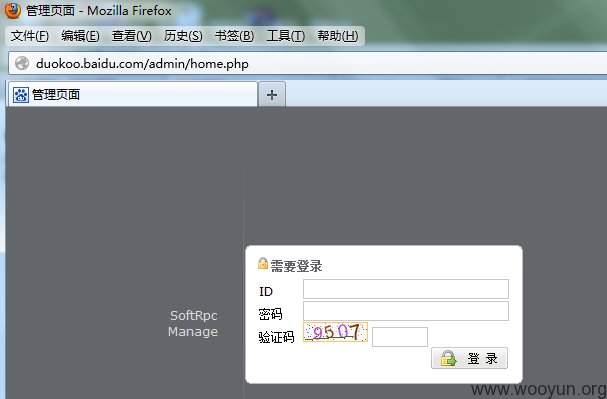 管理页面 - Mozilla Firefox
文件(F) 编辑(E) 查看(V) 历史(S) 书签(B) 工具(T) 帮助(H)
duokoo.baidu.com/admin/home.php
管理页面 +
需要登录
ID
密码
SoftRpc
Manage
验证码 9507
登 录
www.wooyun.org